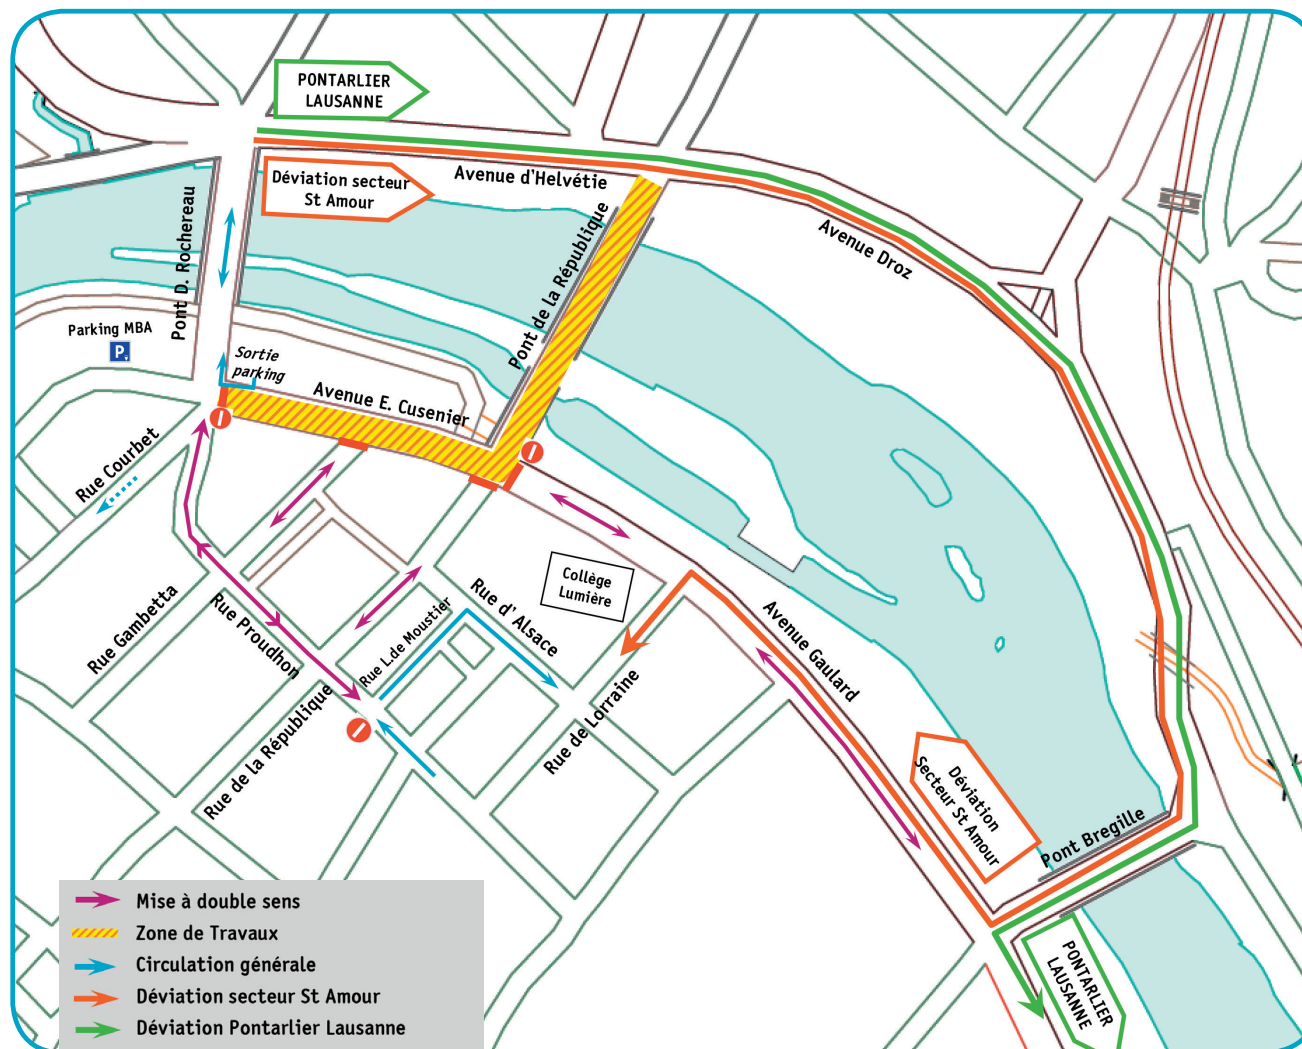 PONTARLIER
LAUSANNE
Déviation secteur
St Amour
Avenue d'Helvétie
Pont D. Rochereau
Pont de la République
Avenue Droz
Parking MBA
P
Sortie
parking
Avenue E. Cusenier
Rue Courbet
Collège
Lumière
Rue d' Alsace
Rue L.de Moustier
Rue Gambetta
Rue Proudhon
Avenue Gaulard
Rue de la République
Rue de Lorraine
Déviation
Secteur St Amour
Pont Bregille
PONTARLIER
LAUSANNE
Mise à double sens
Zone de Travaux
Circulation générale
Déviation secteur St Amour
Déviation Pontarlier Lausanne